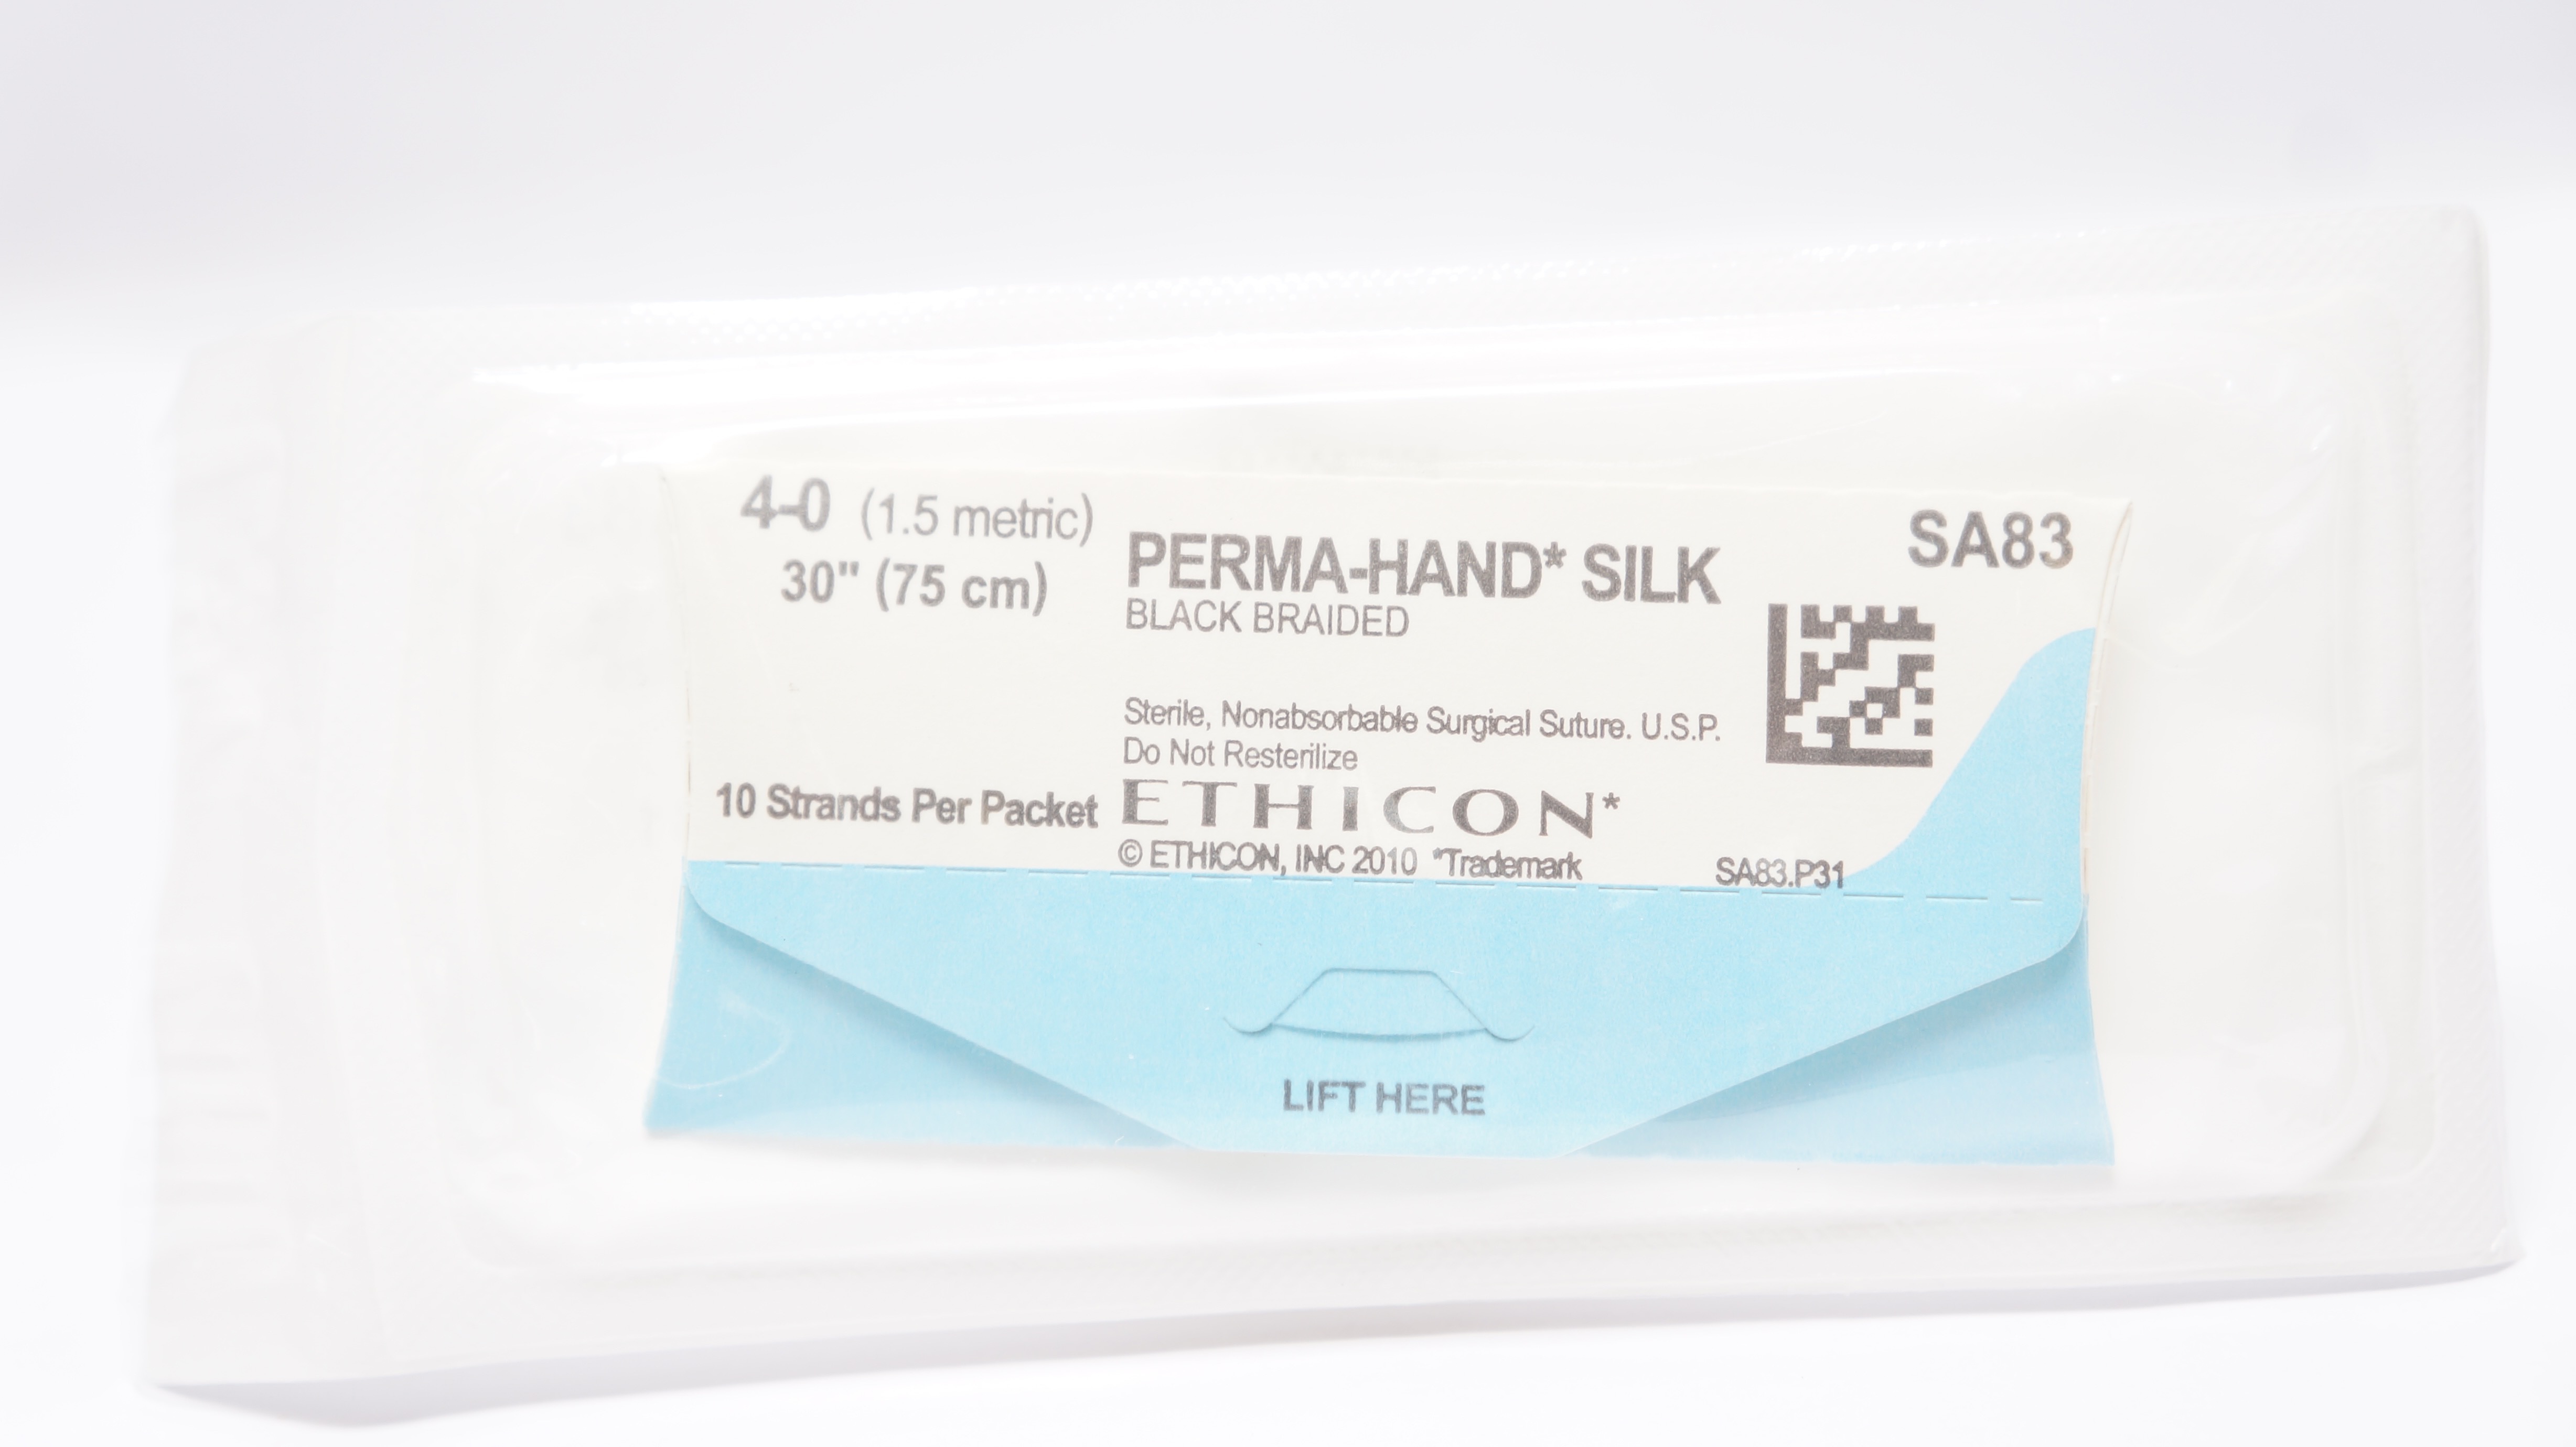 4-0 (1.5 metric)
30" (75 cm)
PERMA-HAND* SILK
BLACK BRAIDED
SA83
Sterile, Nonabsorbable Surgical Suture. U.S.P.
Do Not Resterilize
10 Strands Per Packet
ETHICON*
© ETHICON, INC 2010 *Trademark
SA83.P31
LIFT HERE